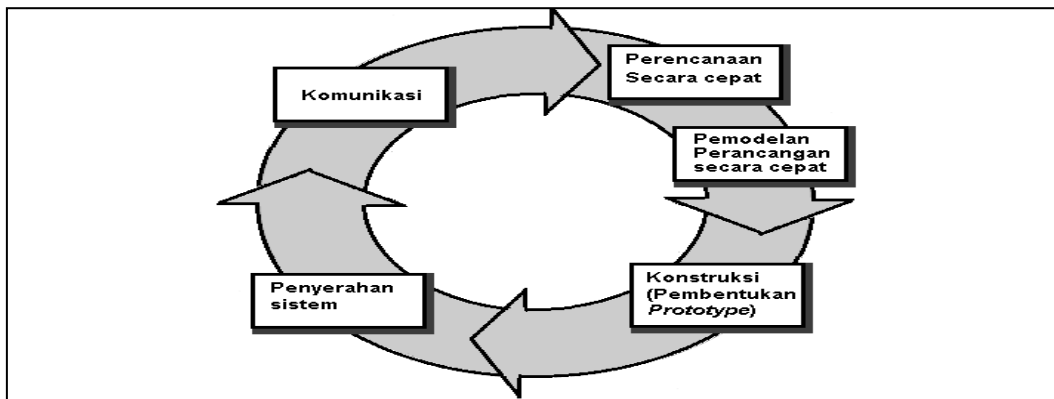 Komunikasi
Perencanaan
Secara cepat
Pemodelan
Perancangan
secara cepat
Konstruksi
(Pembentukan
Prototype)
Penyerahan
sistem